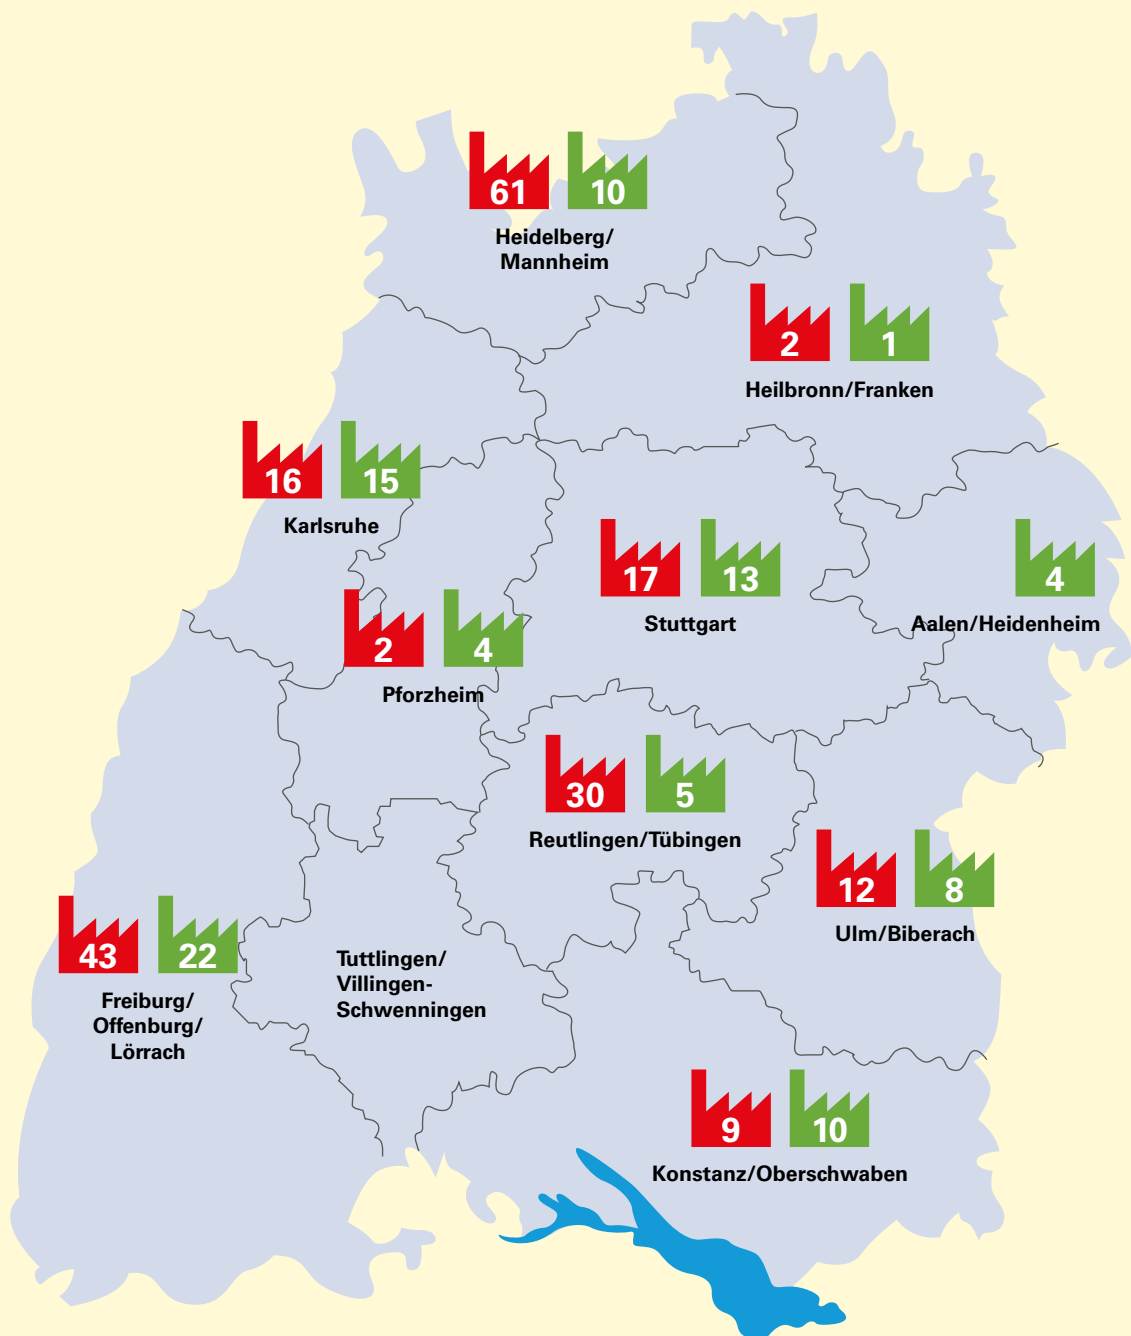 61 10
Heidelberg/
Mannheim
2 1
Heilbronn/Franken
16 15
Karlsruhe
17 13
Stuttgart
4
Aalen/Heidenheim
2 4
Pforzheim
30 5
Reutlingen/Tübingen
12 8
Ulm/Biberach
43 22
Freiburg/
Offenburg/
Lörrach
Tuttlingen/
Villingen-
Schwenningen
9 10
Konstanz/Oberschwaben